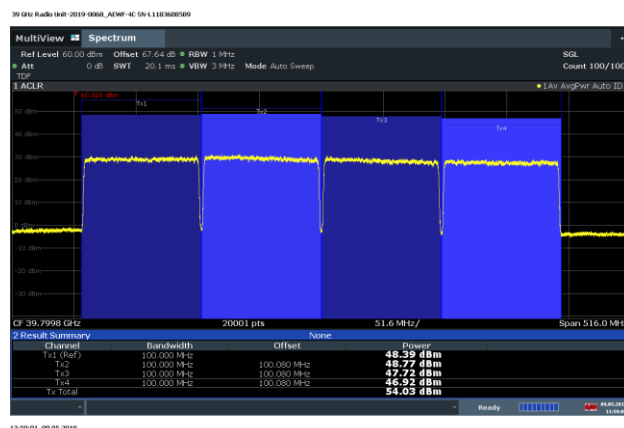 39 GHz Radio Unit-2019-0068_AEWF-4C SN-L1183608509
MultiView Spectrum
Ref Level 60.00 dBm Offset 67.64 dB RBW 1 MHz SGL
Att 0 dB SWT 20.1 ms VBW 3 MHz Mode Auto Sweep Count 100/100
TDF
1 ACLR 1Av AvgPwr Auto ID
60.000 dBm
Tx1
Tx2
Tx3
Tx4
50 dBm
40 dBm
30 dBm
20 dBm
10 dBm
0 dBm
-10 dBm
-20 dBm
-30 dBm
CF 39.7998 GHz 20001 pts 51.6 MHz/ Span 516.0 MH
2 Result Summary None
Channel Bandwidth Offset Power
Tx1 (Ref) 100.000 MHz 48.39 dBm
Tx2 100.000 MHz 100.080 MHz 48.77 dBm
Tx3 100.000 MHz 100.080 MHz 47.72 dBm
Tx4 100.000 MHz 100.080 MHz 46.92 dBm
Tx Total 54.03 dBm
Ready